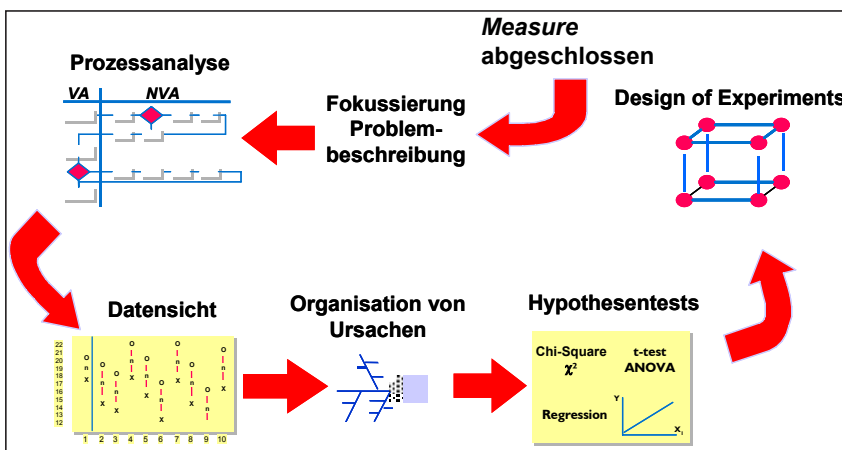 Measure
abgeschlossen
Prozessanalyse
VA NVA
Fokussierung
Problem-
beschreibung
Design of Experiments
Datensicht
22
21
20
19
18
17
16
15
14
13
12
O n X
O n X
O n X
O n X
O n X
O n X
O n X
O n X
O n
O n X
1 2 3 4 5 6 7 8 9 10
Organisation von
Ursachen
Hypothesentests
Chi-Square
χ²
t-test
ANOVA
Regression
Y
X